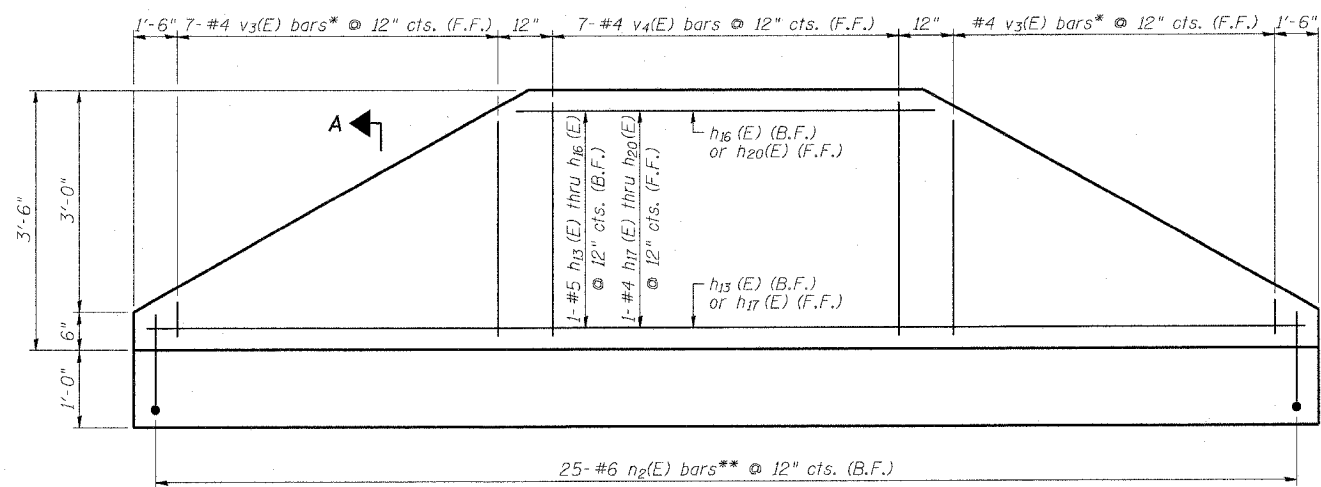 1'-6" 7-#4 v3(E) bars* @ 12" cts. (F.F.) 12" 7-#4 v4(E) bars @ 12" cts. (F.F.) 12" #4 v3(E) bars* @ 12" cts. (F.F.) 1'-6"
A
3'-6"
3'-0"
6"
1'-0"
1-#5 h13(E) thru h16(E)
@ 12" cts. (B.F.)
1-#4 h17(E) thru h20(E)
@ 12" cts. (F.F.)
h16(E) (B.F.)
or h20(E) (F.F.)
h13(E) (B.F.)
or h17(E) (F.F.)
25-#6 n2(E) bars** @ 12" cts. (B.F.)